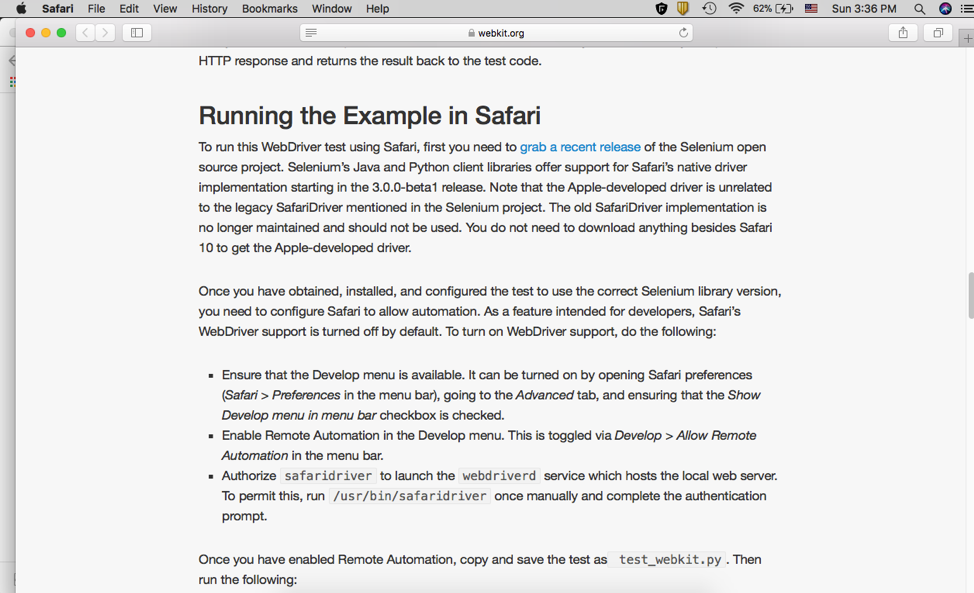 Safari File Edit View History Bookmarks Window Help 62% Sun 3:36 PM
webkit.org
HTTP response and returns the result back to the test code.
Running the Example in Safari
To run this WebDriver test using Safari, first you need to grab a recent release of the Selenium open
source project. Selenium’s Java and Python client libraries offer support for Safari’s native driver
implementation starting in the 3.0.0-beta1 release. Note that the Apple-developed driver is unrelated
to the legacy SafariDriver mentioned in the Selenium project. The old SafariDriver implementation is
no longer maintained and should not be used. You do not need to download anything besides Safari
10 to get the Apple-developed driver.
Once you have obtained, installed, and configured the test to use the correct Selenium library version,
you need to configure Safari to allow automation. As a feature intended for developers, Safari’s
WebDriver support is turned off by default. To turn on WebDriver support, do the following:
▪ Ensure that the Develop menu is available. It can be turned on by opening Safari preferences
(Safari > Preferences in the menu bar), going to the Advanced tab, and ensuring that the Show
Develop menu in menu bar checkbox is checked.
▪ Enable Remote Automation in the Develop menu. This is toggled via Develop > Allow Remote
Automation in the menu bar.
▪ Authorize safaridriver to launch the webdriverd service which hosts the local web server.
To permit this, run /usr/bin/safaridriver once manually and complete the authentication
prompt.
Once you have enabled Remote Automation, copy and save the test as test_webkit.py. Then
run the following: